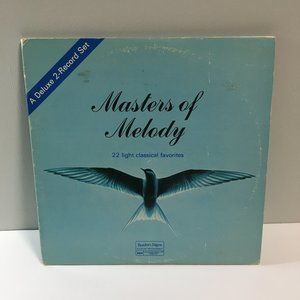 A Deluxe 2-Record Set
Masters of
Melody
22 light classical favorites
Reader's Digest